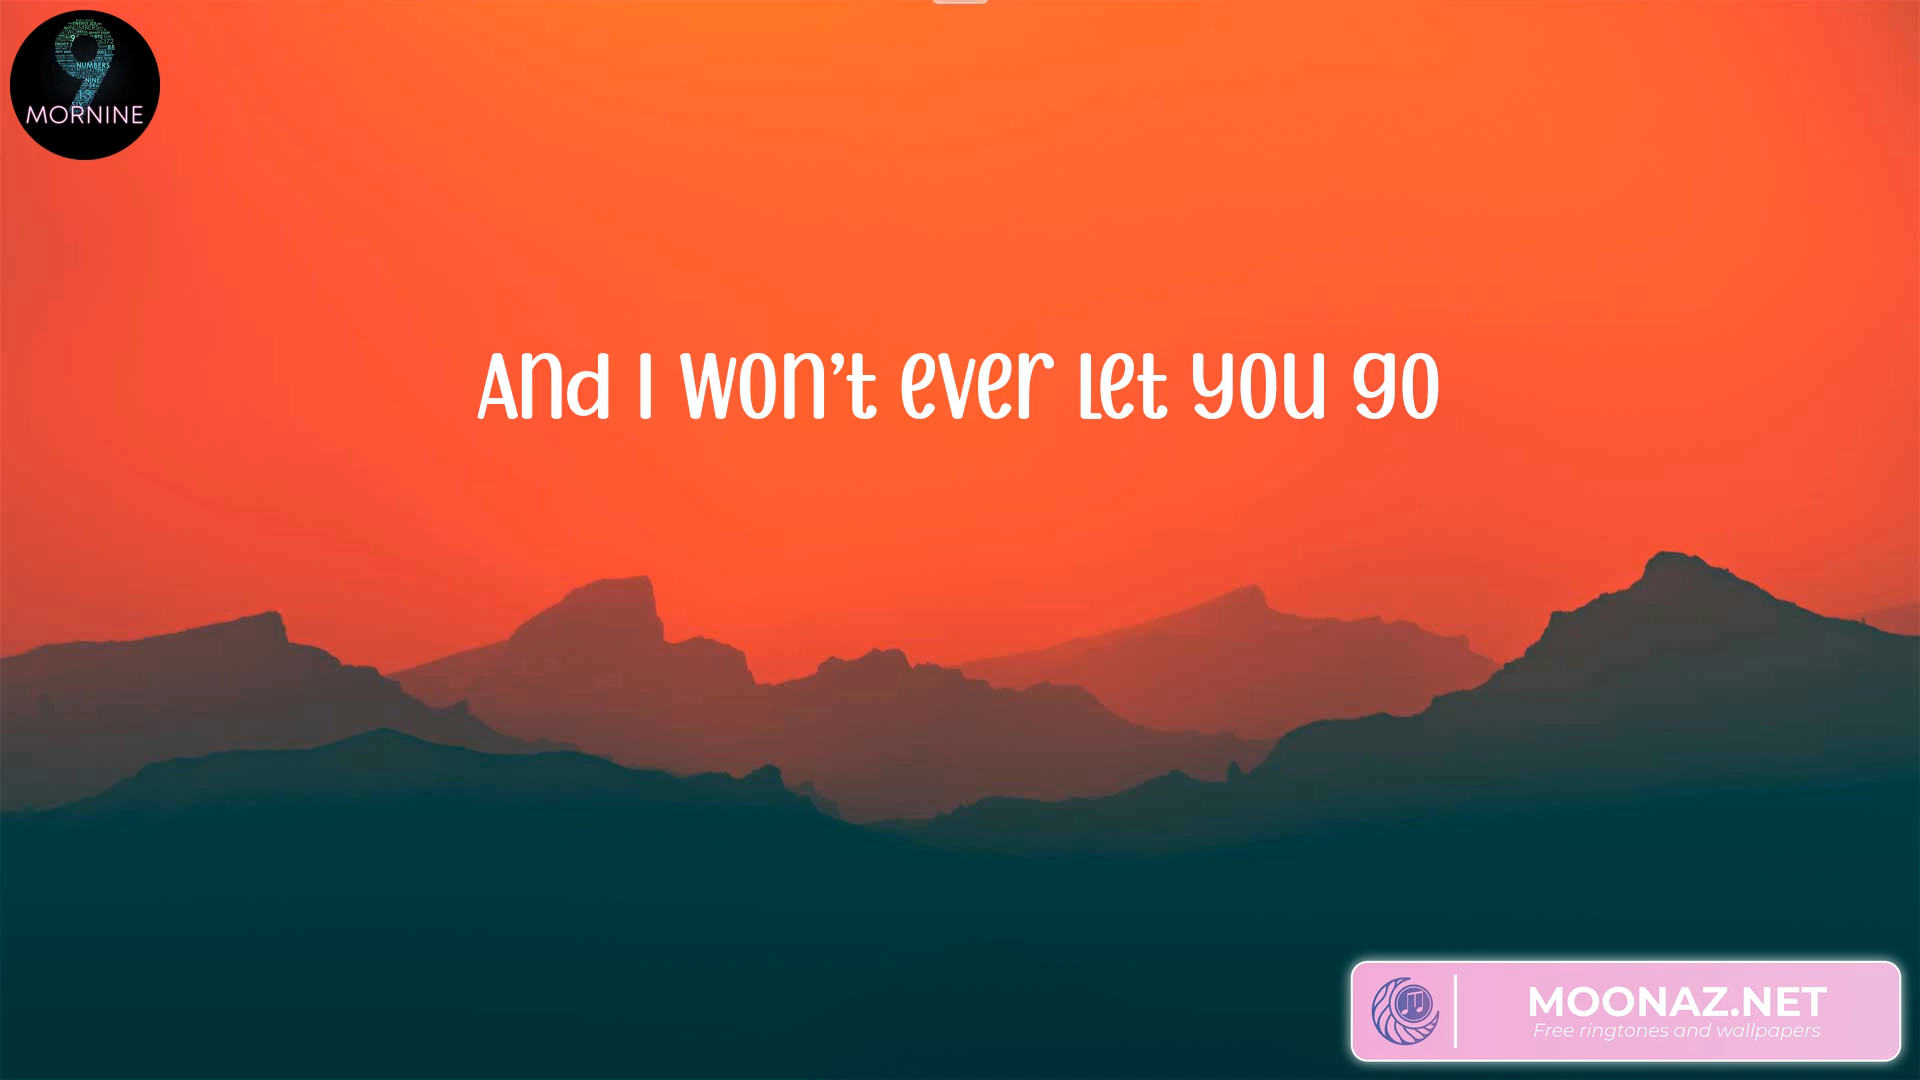 MORNINE
And I won't ever let you go
MOONAZ.NET
Free ringtones and wallpapers